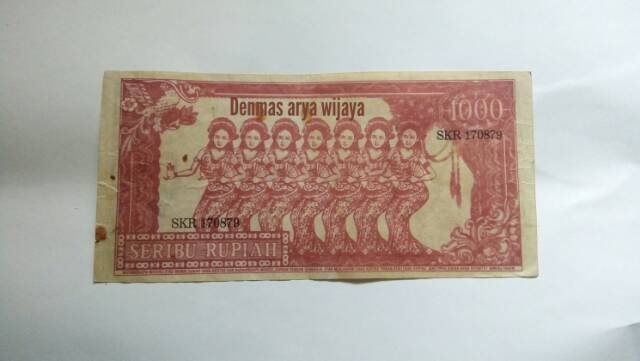 Denmas arya wijaya
1000
SKR 170879
SKR 170879
SERIBU RUPIAH